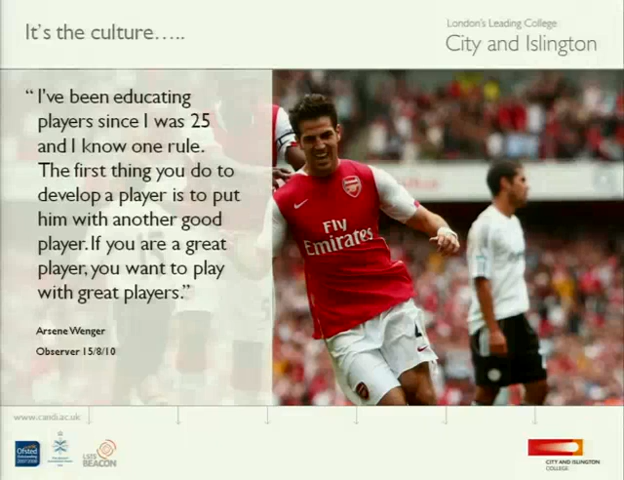 It's the culture.....
London's Leading College
City and Islington
“ I've been educating
players since I was 25
and I know one rule.
The first thing you do to
develop a player is to put
him with another good
player. If you are a great
player, you want to play
with great players.”
Arsene Wenger
Observer 15/8/10
Fly
Emirates
www.candi.ac.uk
Ofsted
LSIS
BEACON
CITY AND ISLINGTON
COLLEGE